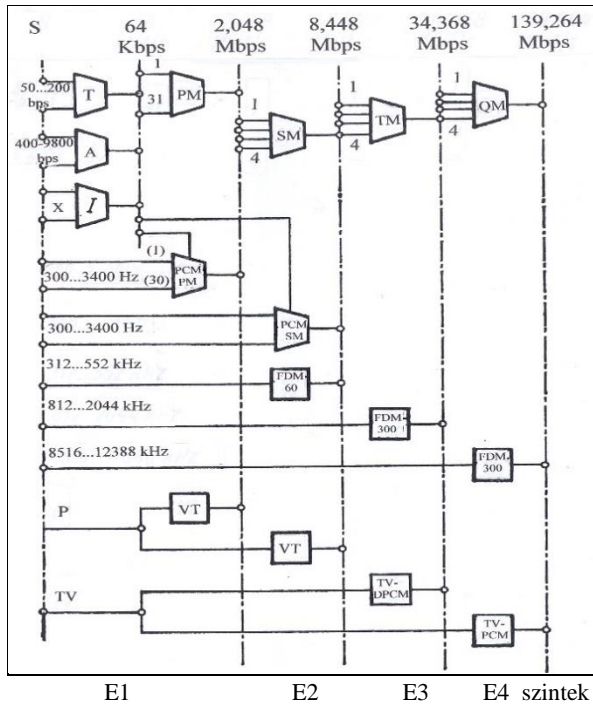 S 64 2,048 8,448 34,368 139,264
Kbps Mbps Mbps Mbps Mbps
1
50...200 T 31 PM 1 1 1
bps SM TM QM
4 4 4
400-9800 A
bps
X I
(1)
300...3400 Hz (30) PCM PM
300...3400 Hz PCM SM
312...552 kHz
FDM 60
812...2044 kHz
FDM 300
8516...12388 kHz
FDM 300
P VT
VT
TV TV-DPCM
TV-PCM
E1 E2 E3 E4 szintek